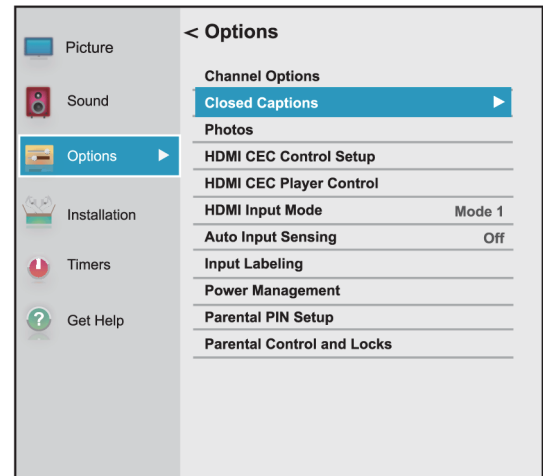 Picture
Sound
Options
Installation
Timers
Get Help
< Options
Channel Options
Closed Captions
Photos
HDMI CEC Control Setup
HDMI CEC Player Control
HDMI Input Mode Mode 1
Auto Input Sensing Off
Input Labeling
Power Management
Parental PIN Setup
Parental Control and Locks